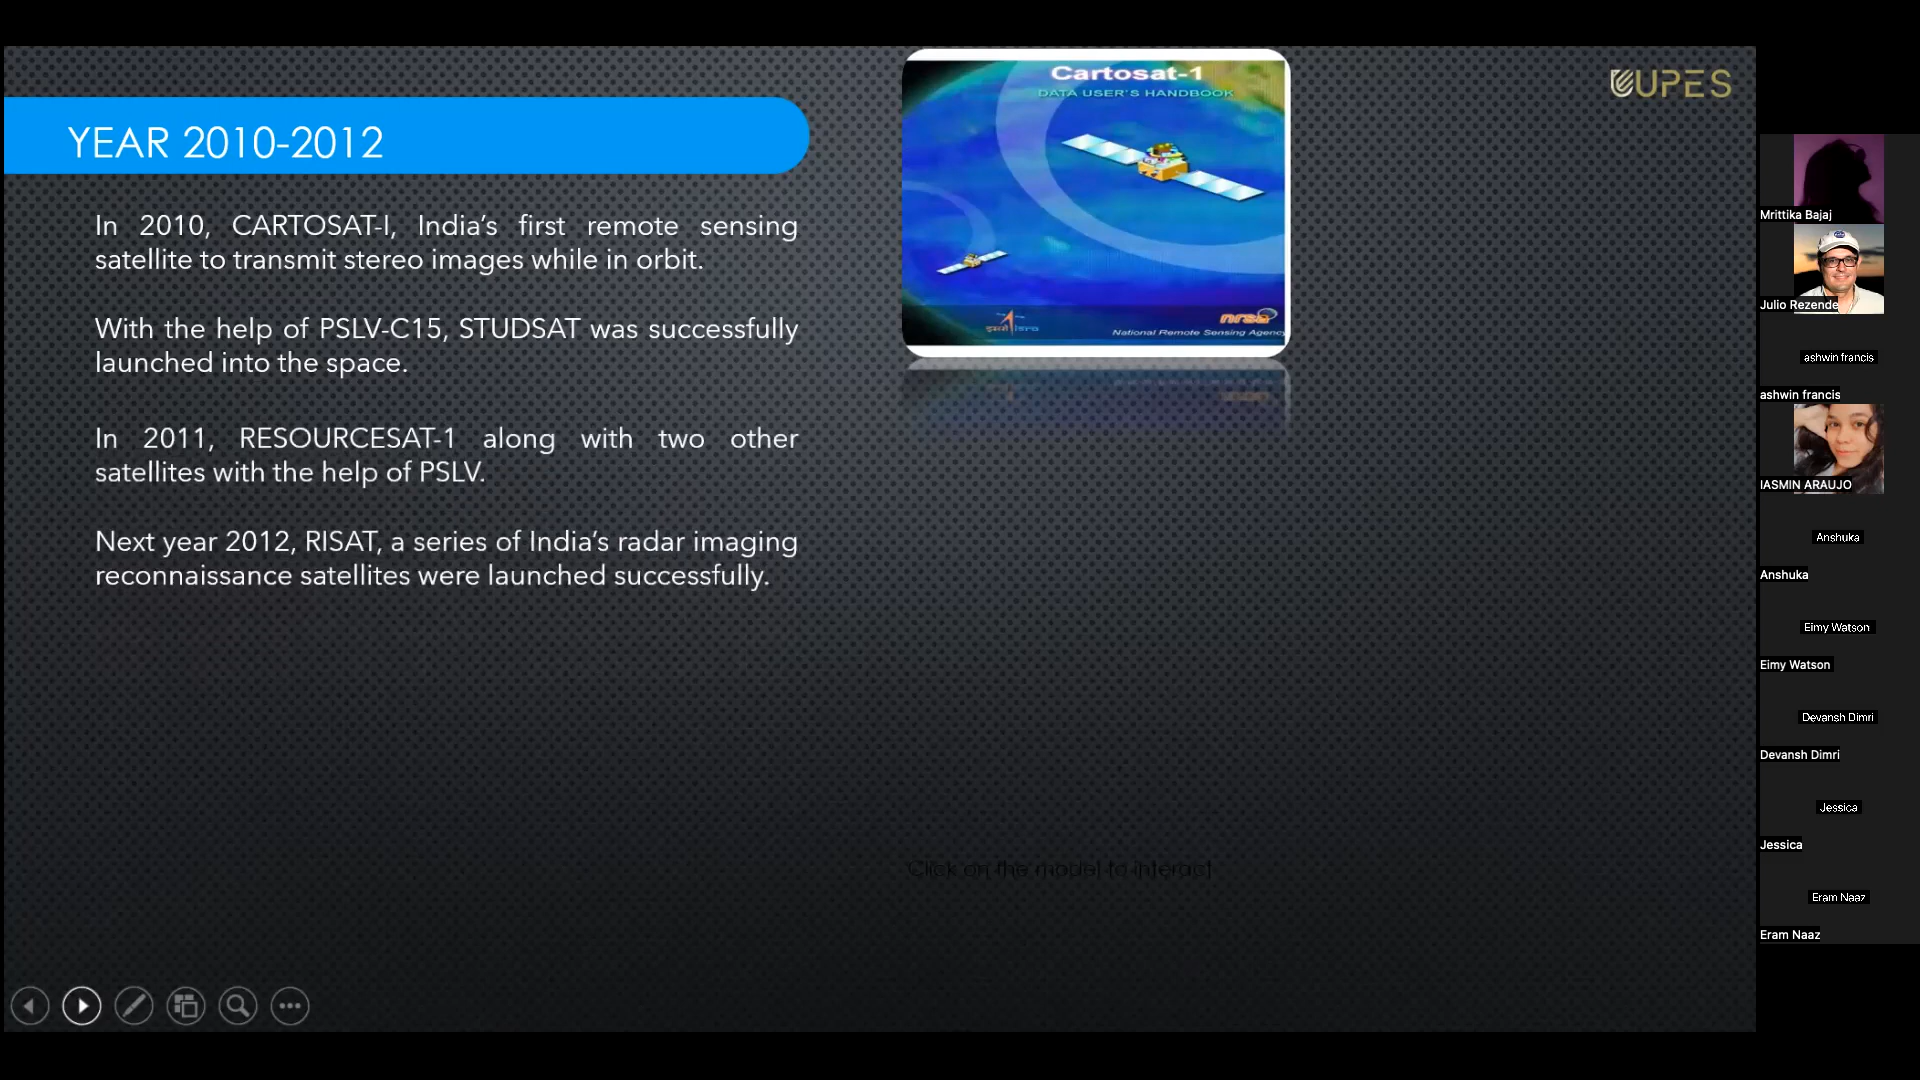 YEAR 2010-2012
In 2010, CARTOSAT-I, India's first remote sensing
satellite to transmit stereo images while in orbit.
With the help of PSLV-C15, STUDSAT was successfully
launched into the space.
In 2011, RESOURCESAT-1 along with two other
satellites with the help of PSLV.
Next year 2012, RISAT, a series of India's radar imaging
reconnaissance satellites were launched successfully.
Cartosat-1
DATA USER'S HANDBOOK
इसरो isro
nrsa
National Remote Sensing Agency
UPES
Click on the model to interact
Mrittika Bajaj
Julio Rezende
ashwin francis
ashwin francis
IASMIN ARAUJO
Anshuka
Anshuka
Eimy Watson
Eimy Watson
Devansh Dimri
Devansh Dimri
Jessica
Jessica
Eram Naaz
Eram Naaz